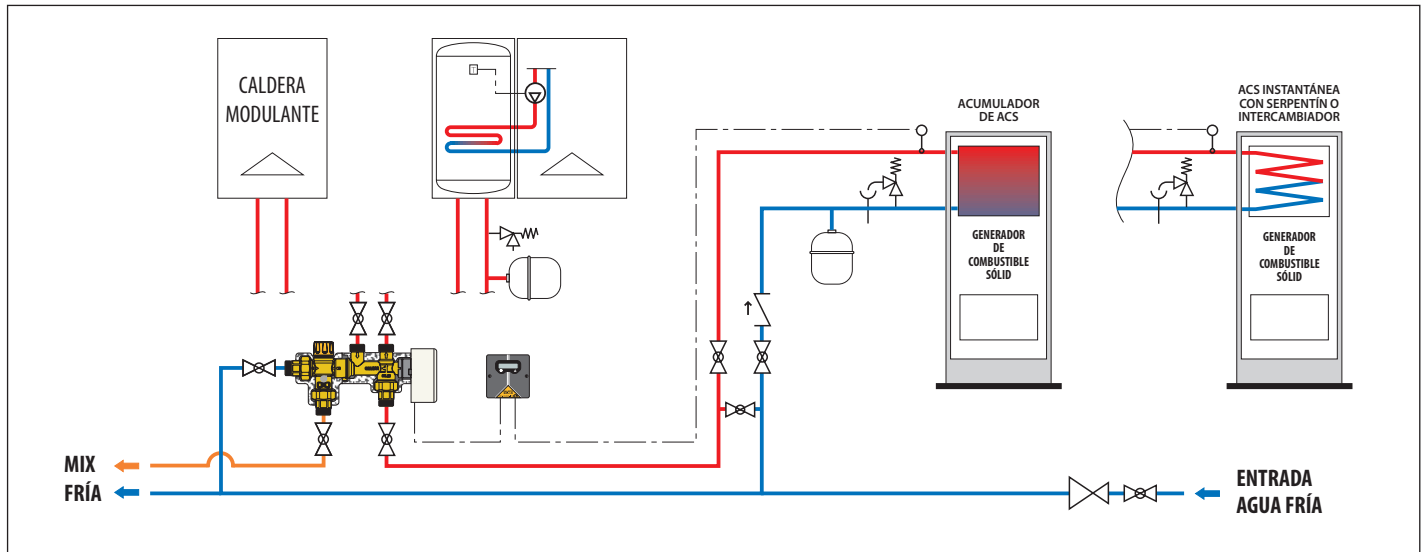 CALDERA
MODULANTE
T
ACUMULADOR
DE ACS
GENERADOR
DE
COMBUSTIBLE
SÓLID
ACS INSTANTÁNEA
CON SERPENTÍN O
INTERCAMBIADOR
GENERADOR
DE
COMBUSTIBLE
SÓLID
MIX
FRÍA
ENTRADA
AGUA FRÍA